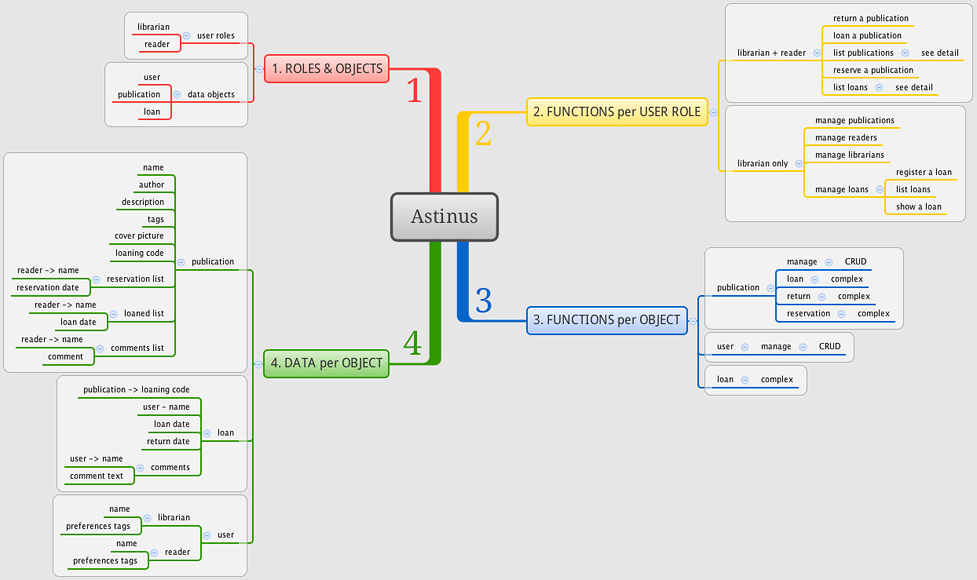 Astinus
1
1. ROLES & OBJECTS
user roles
librarian
reader
data objects
user
publication
loan
2
2. FUNCTIONS per USER ROLE
librarian + reader
return a publication
loan a publication
list publications
see detail
reserve a publication
list loans
see detail
librarian only
manage publications
manage readers
manage librarians
manage loans
register a loan
list loans
show a loan
3
3. FUNCTIONS per OBJECT
publication
manage
CRUD
loan
complex
return
complex
reservation
complex
user
manage
CRUD
loan
complex
4
4. DATA per OBJECT
publication
name
author
description
tags
cover picture
loaning code
reservation list
reader -> name
reservation date
loaned list
reader -> name
loan date
comments list
reader -> name
comment
loan
publication -> loaning code
user - name
loan date
return date
comments
user -> name
comment text
user
librarian
name
preferences tags
reader
name
preferences tags